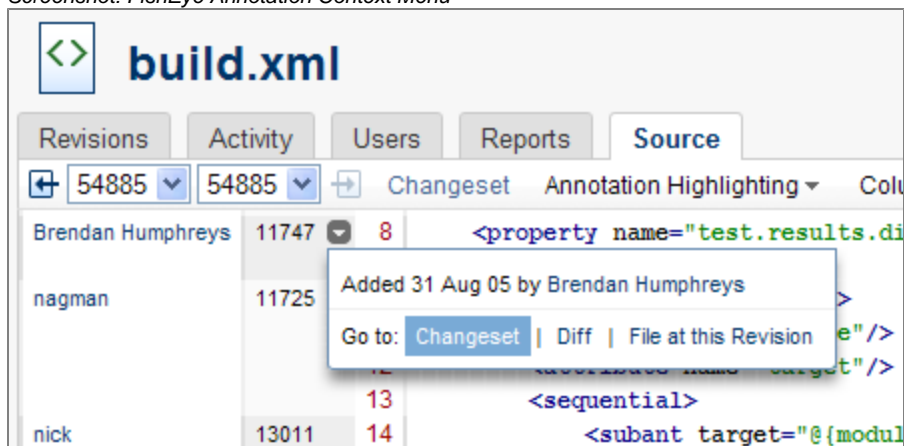 Screenshot: FishEye Annotation Context Menu
<> build.xml
Revisions Activity Users Reports Source
54885 54885 Changeset Annotation Highlighting
Brendan Humphreys 11747 8 <property name="test.results.di
Added 31 Aug 05 by Brendan Humphreys
nagman 11725 >
Go to: Changeset | Diff | File at this Revision e"/>
12 target"/>
13 <sequential>
nick 13011 14 <subant target="@{modul